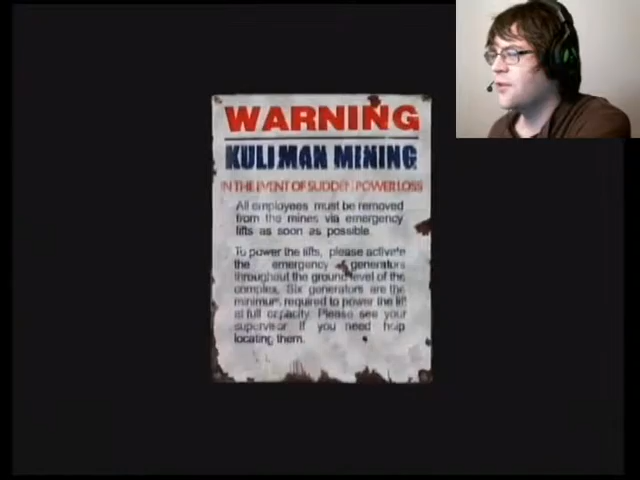 WARNING
KULIMAN MINING
IN THE EVENT OF SUDDEN POWER LOSS
All employees must be removed
from the mines via emergency
lifts as soon as possible.
To power the lifts, please activate
the emergency generators
throughout the ground level of the
complex. Six generators are the
minimum required to power the lift
at full capacity. Please see your
supervisor if you need help
locating them.